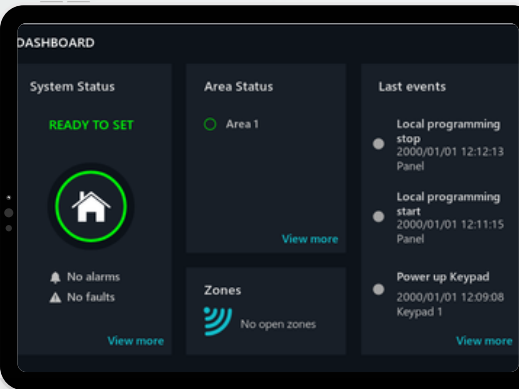 DASHBOARD
System Status
READY TO SET
No alarms
No faults
View more
Area Status
Area 1
View more
Zones
No open zones
Last events
Local programming
stop
2000/01/01 12:12:13
Panel
Local programming
start
2000/01/01 12:11:15
Panel
Power up Keypad
2000/01/01 12:09:08
Keypad 1
View more